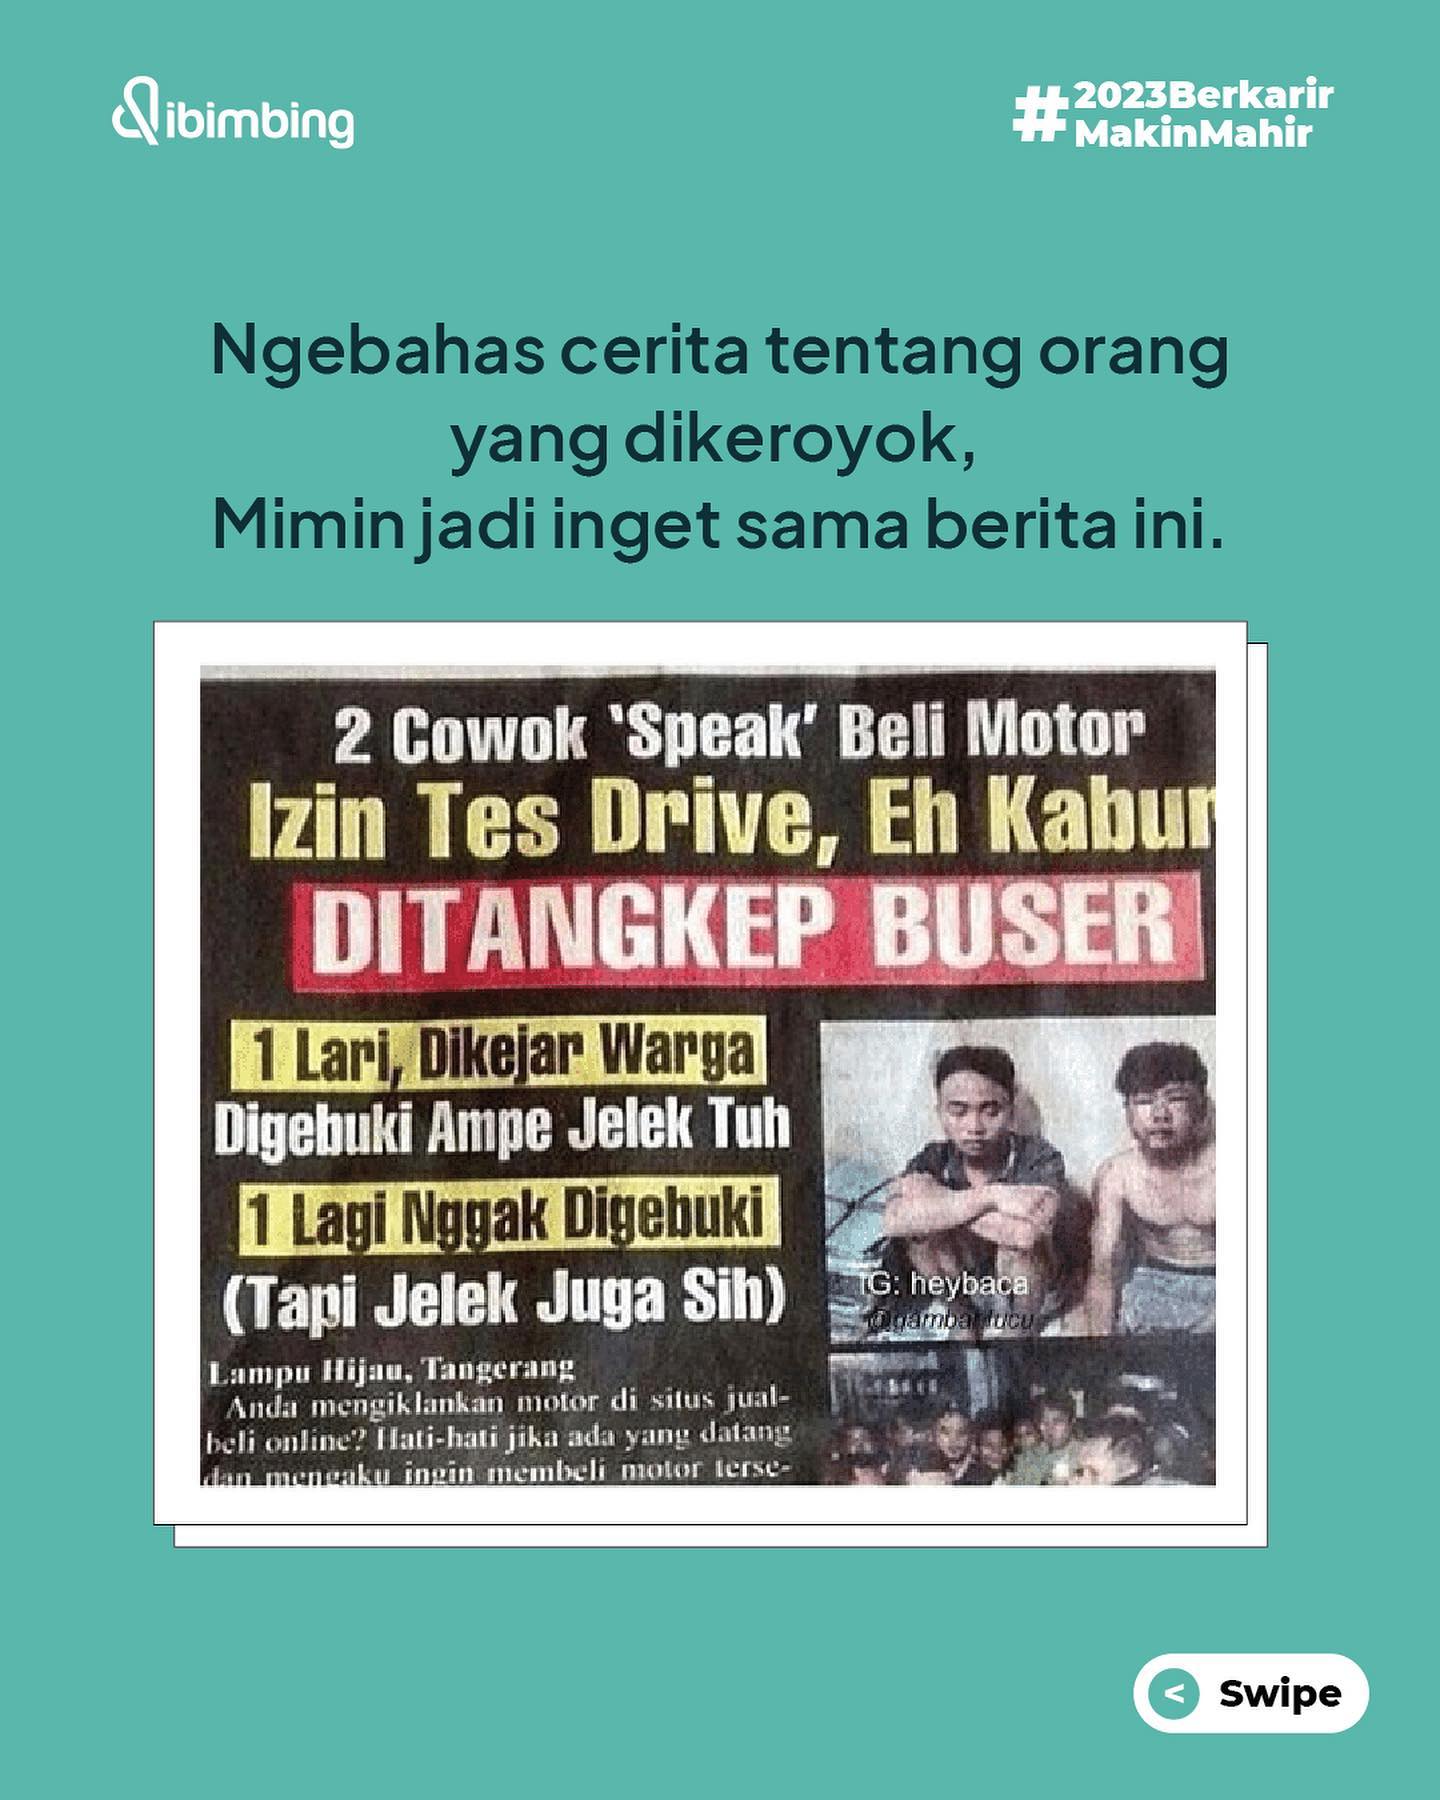 ibimbing
#2023Berkarir
MakinMahir
Ngebahas cerita tentang orang
yang dikeroyok,
Mimin jadi inget sama berita ini.
2 Cowok 'Speak' Beli Motor
Izin Tes Drive, Eh Kabur
DITANGKEP BUSER
1 Lari, Dikejar Warga
Digebuki Ampe Jelek Tuh
1 Lagi Nggak Digebuki
(Tapi Jelek Juga Sih)
IG: heybaca
@gambarlucu
Lampu Hijau, Tangerang
Anda mengiklankan motor di situs jual-
beli online? Hati-hati jika ada yang datang
dan mengaku ingin membeli motor terse-
< Swipe